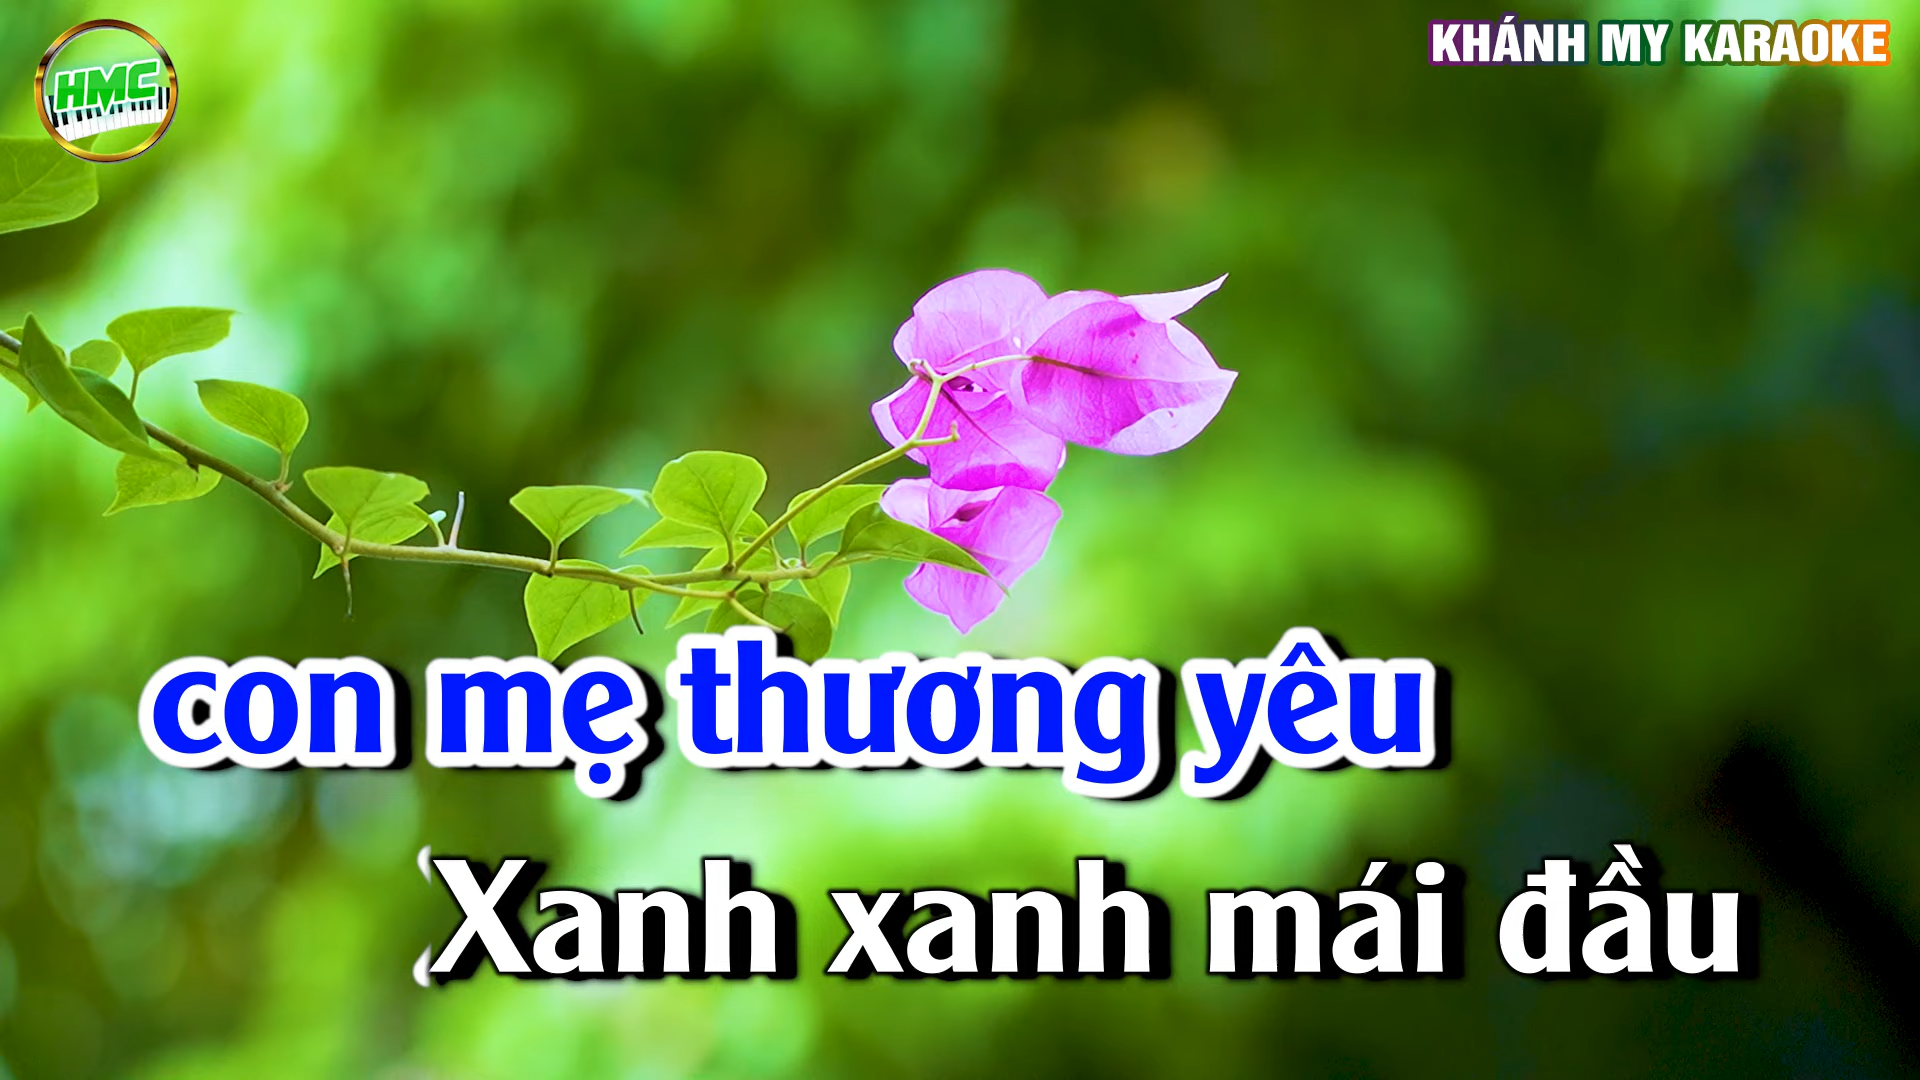 HMC
KHÁNH MY KARAOKE
con mẹ thương yêu
Xanh xanh mái đầu